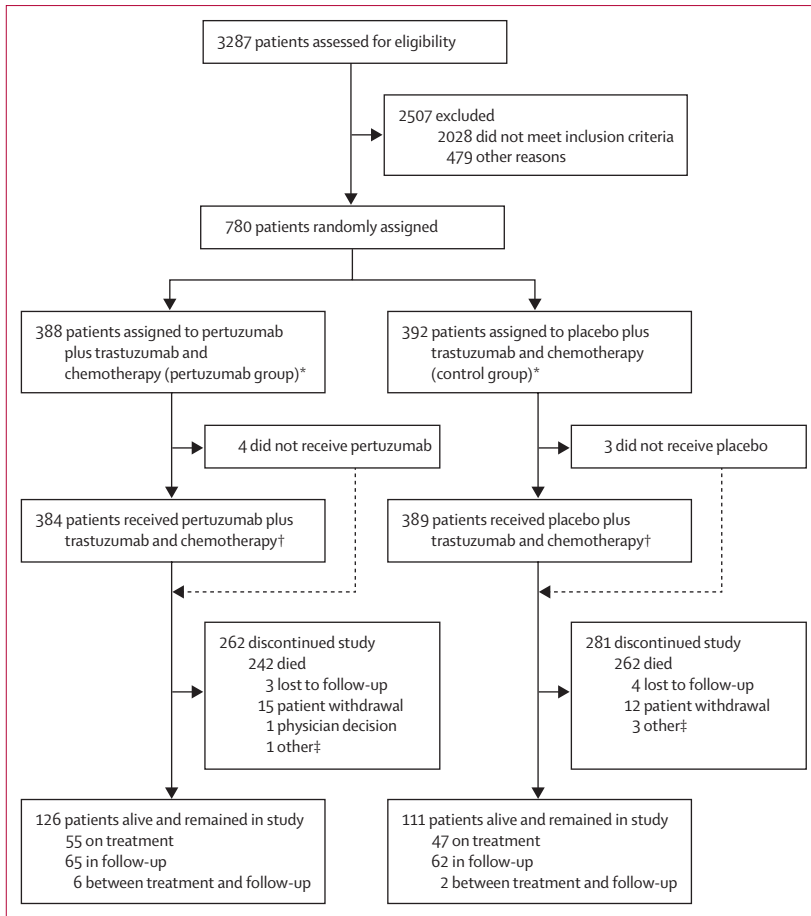 3287 patients assessed for eligibility
2507 excluded
2028 did not meet inclusion criteria
479 other reasons
780 patients randomly assigned
388 patients assigned to pertuzumab
plus trastuzumab and
chemotherapy (pertuzumab group)*
392 patients assigned to placebo plus
trastuzumab and chemotherapy
(control group)*
4 did not receive pertuzumab
3 did not receive placebo
384 patients received pertuzumab plus
trastuzumab and chemotherapy†
389 patients received placebo plus
trastuzumab and chemotherapy†
262 discontinued study
242 died
3 lost to follow-up
15 patient withdrawal
1 physician decision
1 other‡
281 discontinued study
262 died
4 lost to follow-up
12 patient withdrawal
3 other‡
126 patients alive and remained in study
55 on treatment
65 in follow-up
6 between treatment and follow-up
111 patients alive and remained in study
47 on treatment
62 in follow-up
2 between treatment and follow-up